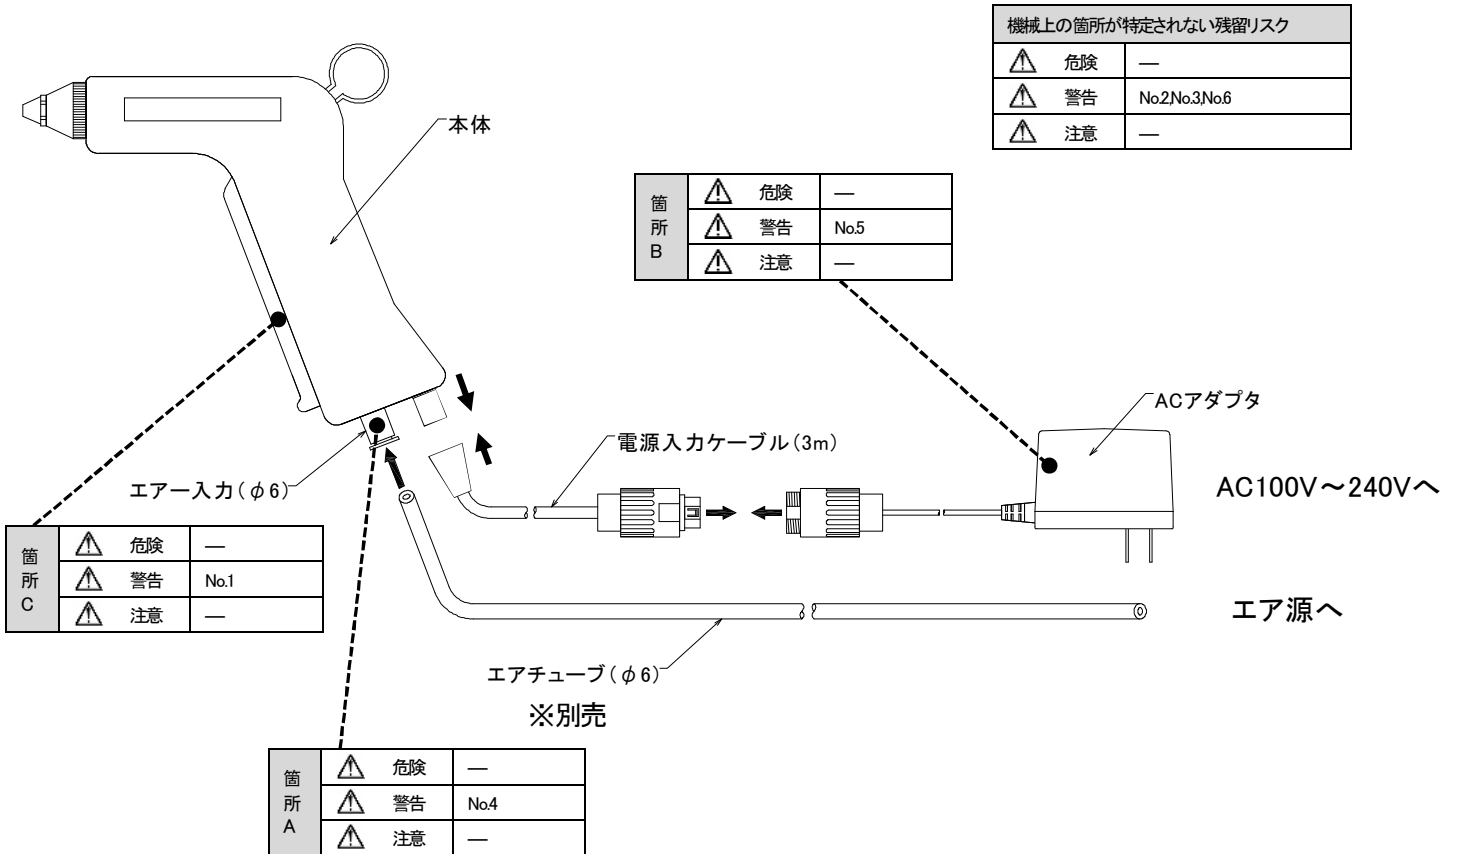 機械上の箇所が特定されない残留リスク
危険 ―
警告 No.2,No.3,No.6
注意 ―
本体
箇所B
危険 ―
警告 No.5
注意 ―
ACアダプタ
電源入力ケーブル(3m)
AC100V～240Vへ
エアー入力(φ6)
箇所C
危険 ―
警告 No.1
注意 ―
エア源へ
エアチューブ(φ6)
※別売
箇所A
危険 ―
警告 No.4
注意 ―